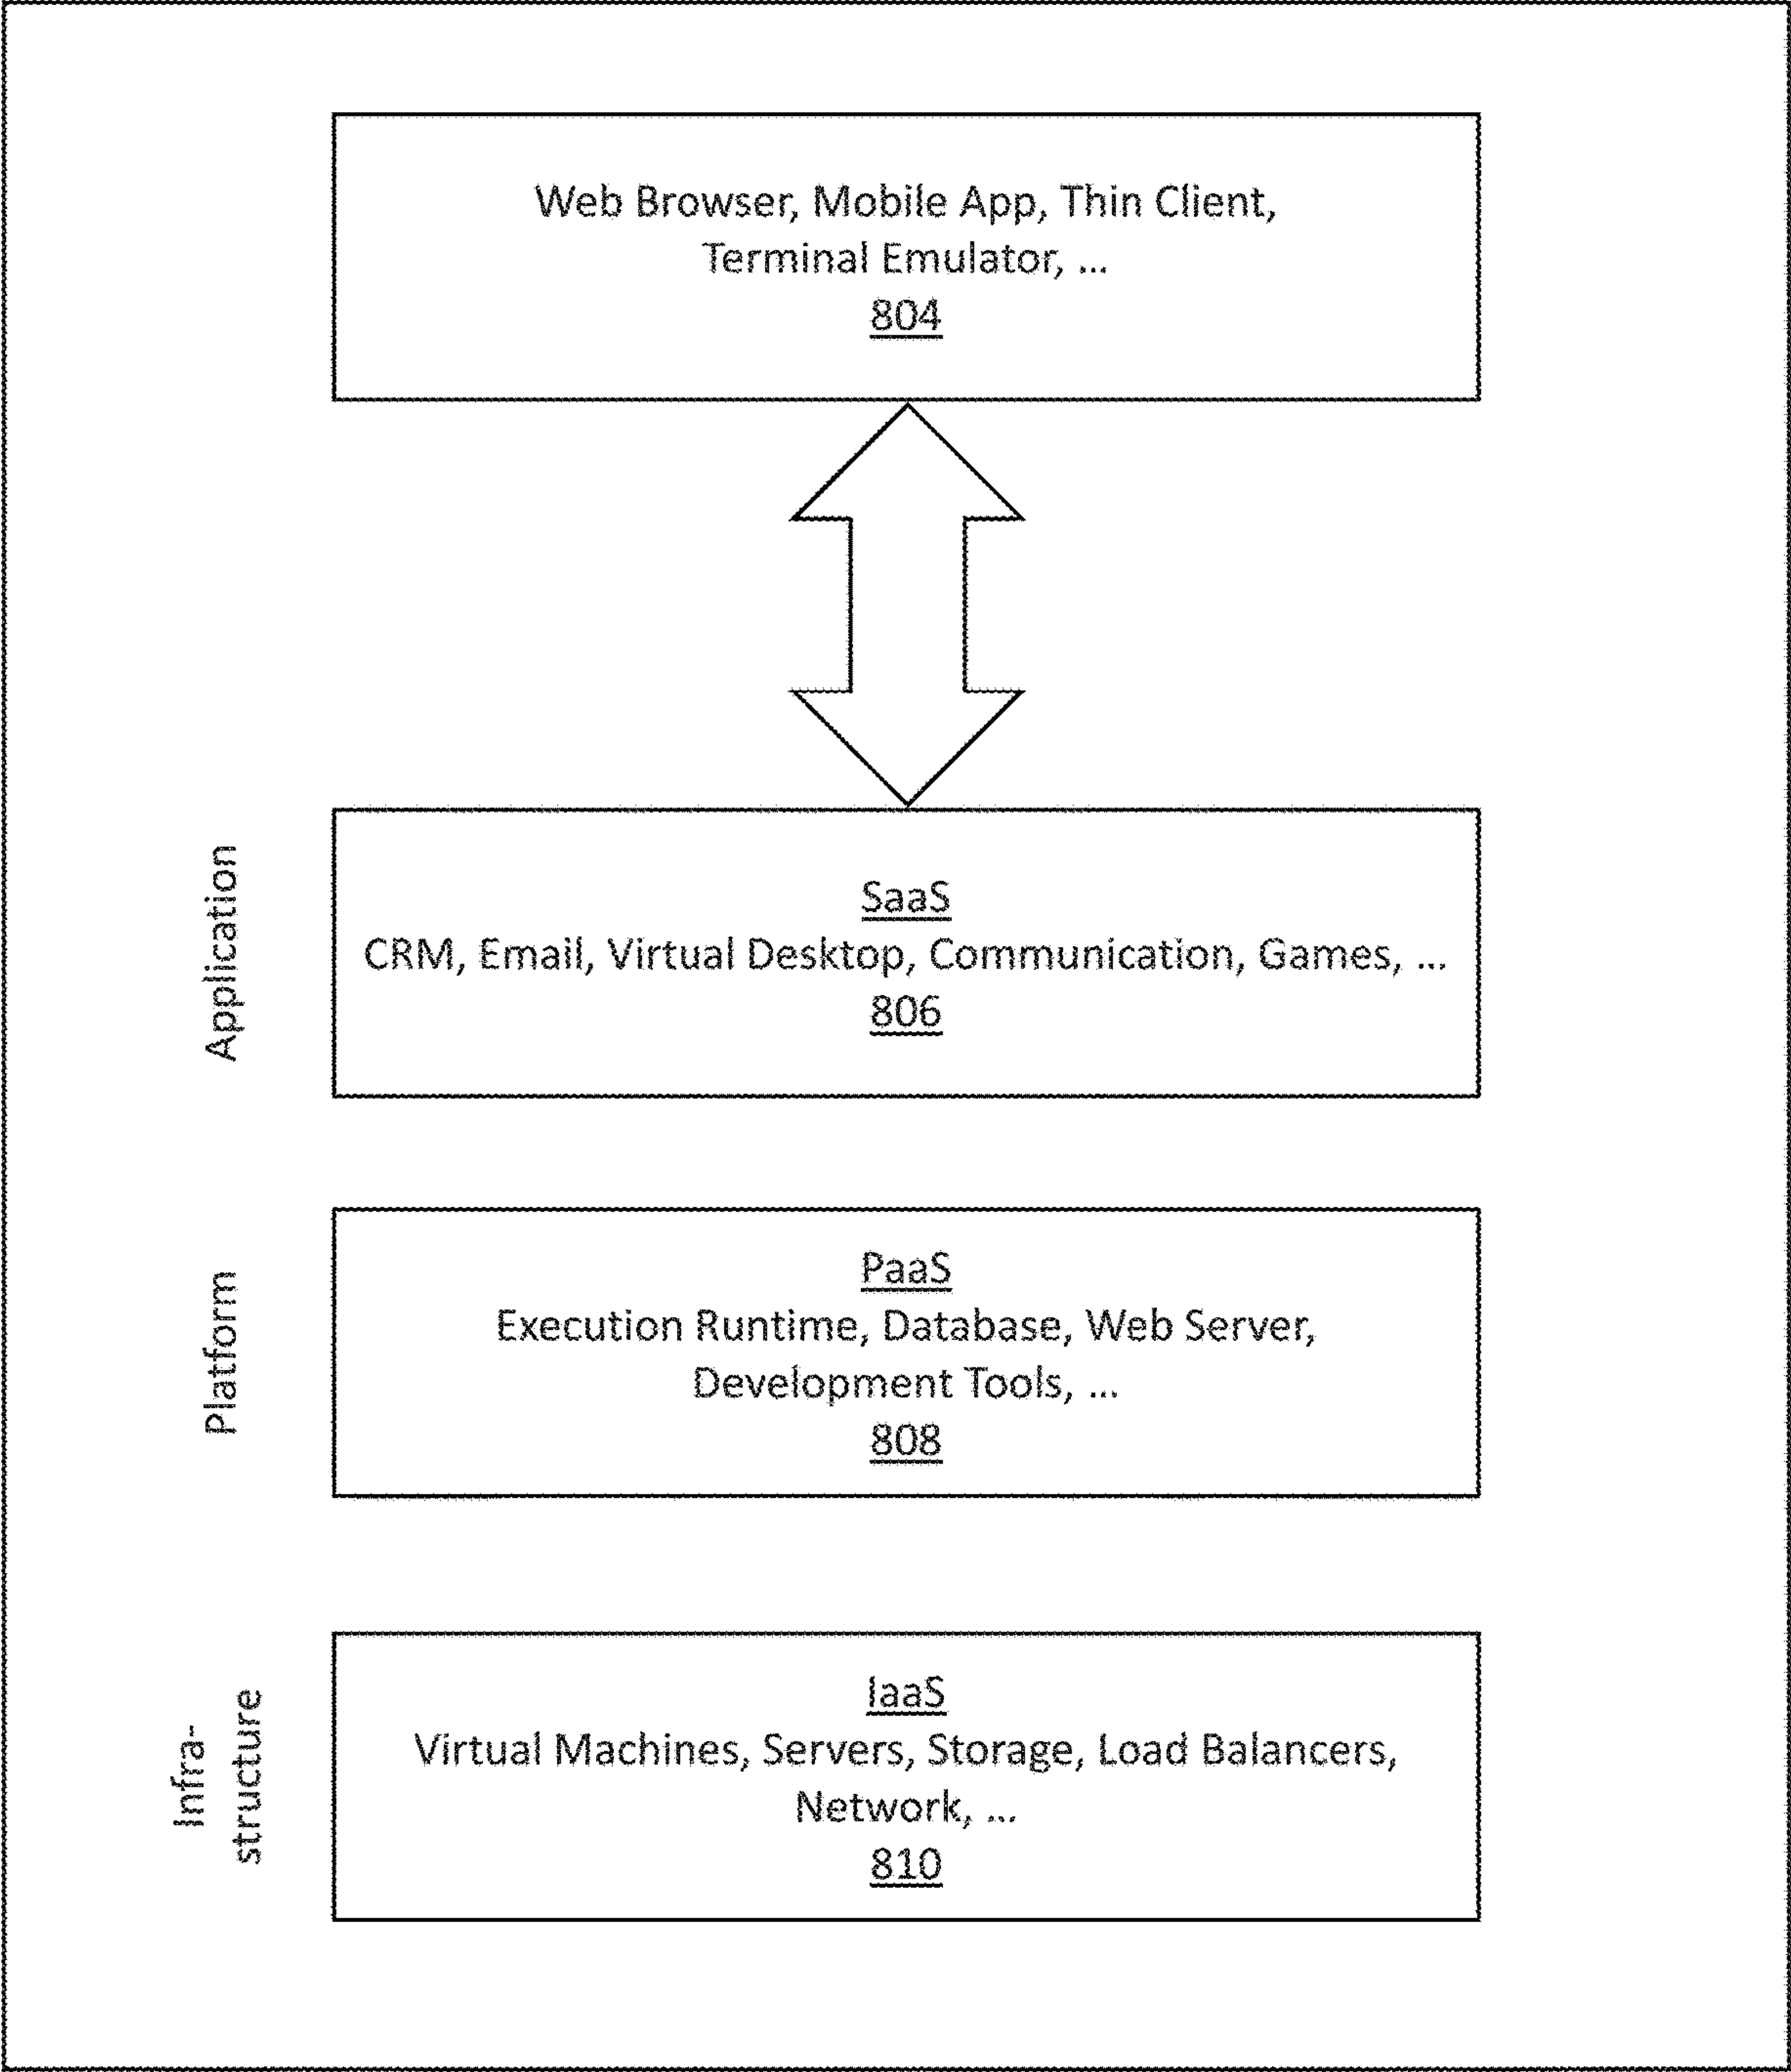 Web Browser, Mobile App, Thin Client,
Terminal Emulator, ...
804
Application
SaaS
CRM, Email, Virtual Desktop, Communication, Games, ...
806
Platform
PaaS
Execution Runtime, Database, Web Server,
Development Tools, ...
808
Infra-
structure
IaaS
Virtual Machines, Servers, Storage, Load Balancers,
Network, ...
810